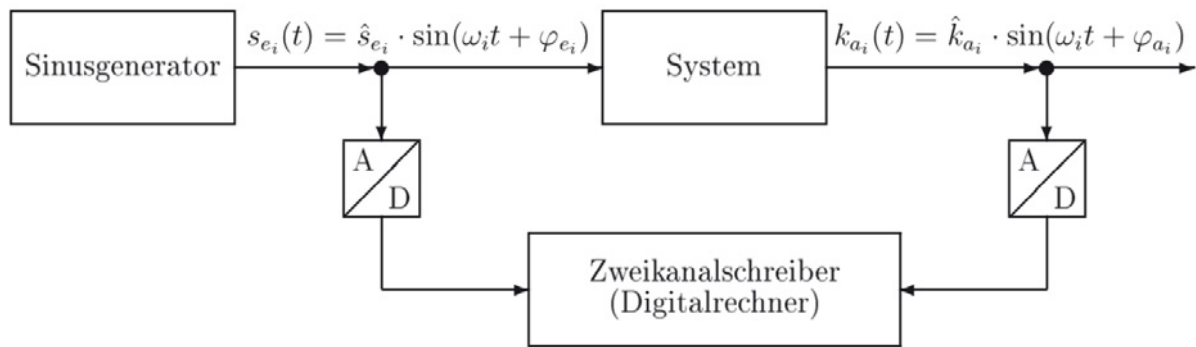 Sinusgenerator
s_{e_i}(t) = ŝ_{e_i} · sin(ω_i t + φ_{e_i})
System
k_{a_i}(t) = k̂_{a_i} · sin(ω_i t + φ_{a_i})
A
D
A
D
Zweikanalschreiber
(Digitalrechner)